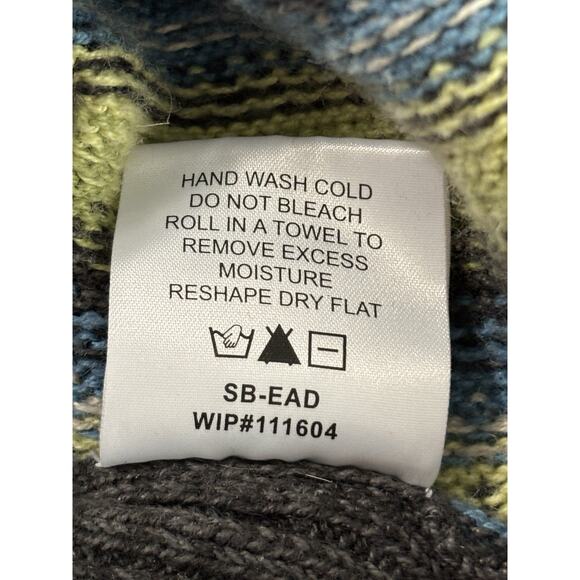 HAND WASH COLD
DO NOT BLEACH
ROLL IN A TOWEL TO
REMOVE EXCESS
MOISTURE
RESHAPE DRY FLAT
SB-EAD
WIP#111604